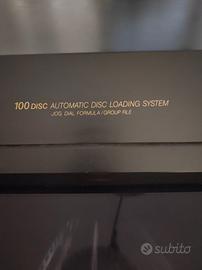 100 DISC AUTOMATIC DISC LOADING SYSTEM
JOG DIAL FORMULA / GROUP FILE
subito